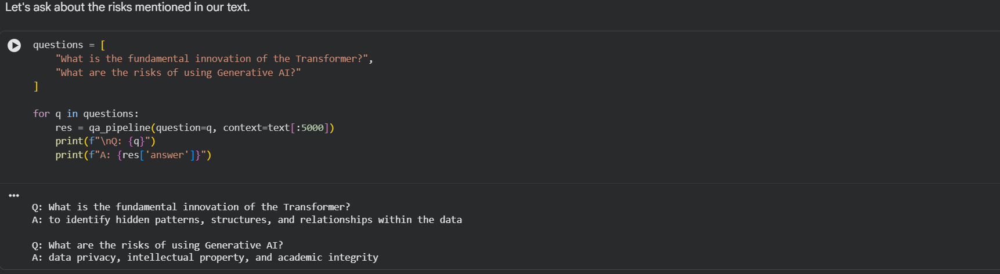 Let's ask about the risks mentioned in our text.
questions = [
    "What is the fundamental innovation of the Transformer?",
    "What are the risks of using Generative AI?"
]
for q in questions:
    res = qa_pipeline(question=q, context=text[:5000])
    print(f"\nQ: {q}")
    print(f"A: {res['answer']}")
Q: What is the fundamental innovation of the Transformer?
A: to identify hidden patterns, structures, and relationships within the data
Q: What are the risks of using Generative AI?
A: data privacy, intellectual property, and academic integrity